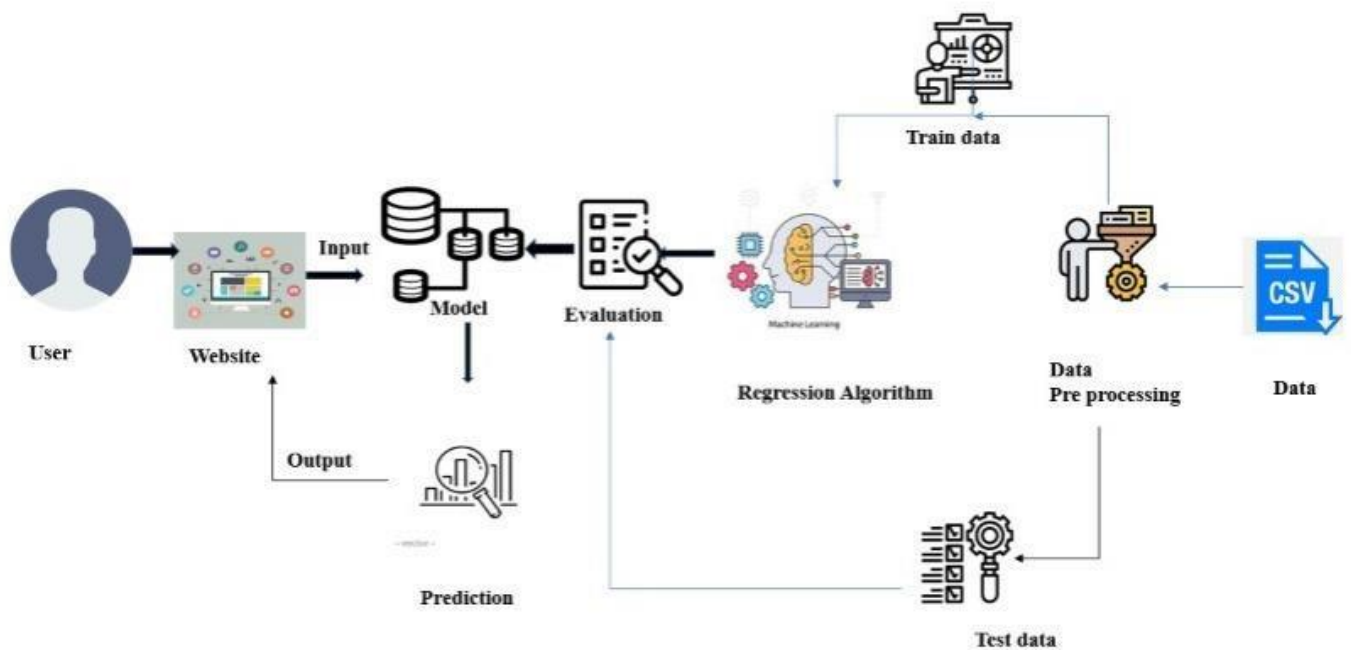 Train data
Input
CSV
Model
Evaluation
Machine Learning
User
Website
Regression Algorithm
Data
Pre processing
Data
Output
Prediction
Test data